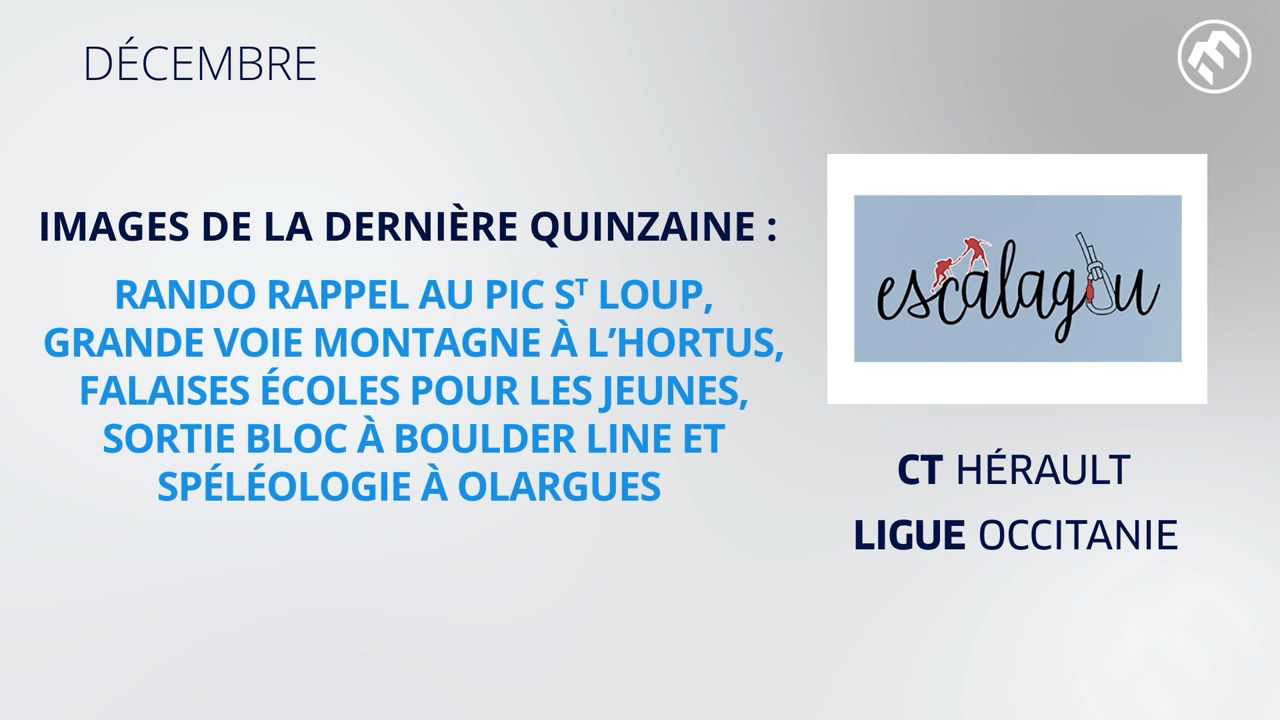 DÉCEMBRE
IMAGES DE LA DERNIÈRE QUINZAINE :
RANDO RAPPEL AU PIC Sᵀ LOUP,
GRANDE VOIE MONTAGNE À L’HORTUS,
FALAISES ÉCOLES POUR LES JEUNES,
SORTIE BLOC À BOULDER LINE ET
SPÉLÉOLOGIE À OLARGUES
escalagou
CT HÉRAULT
LIGUE OCCITANIE